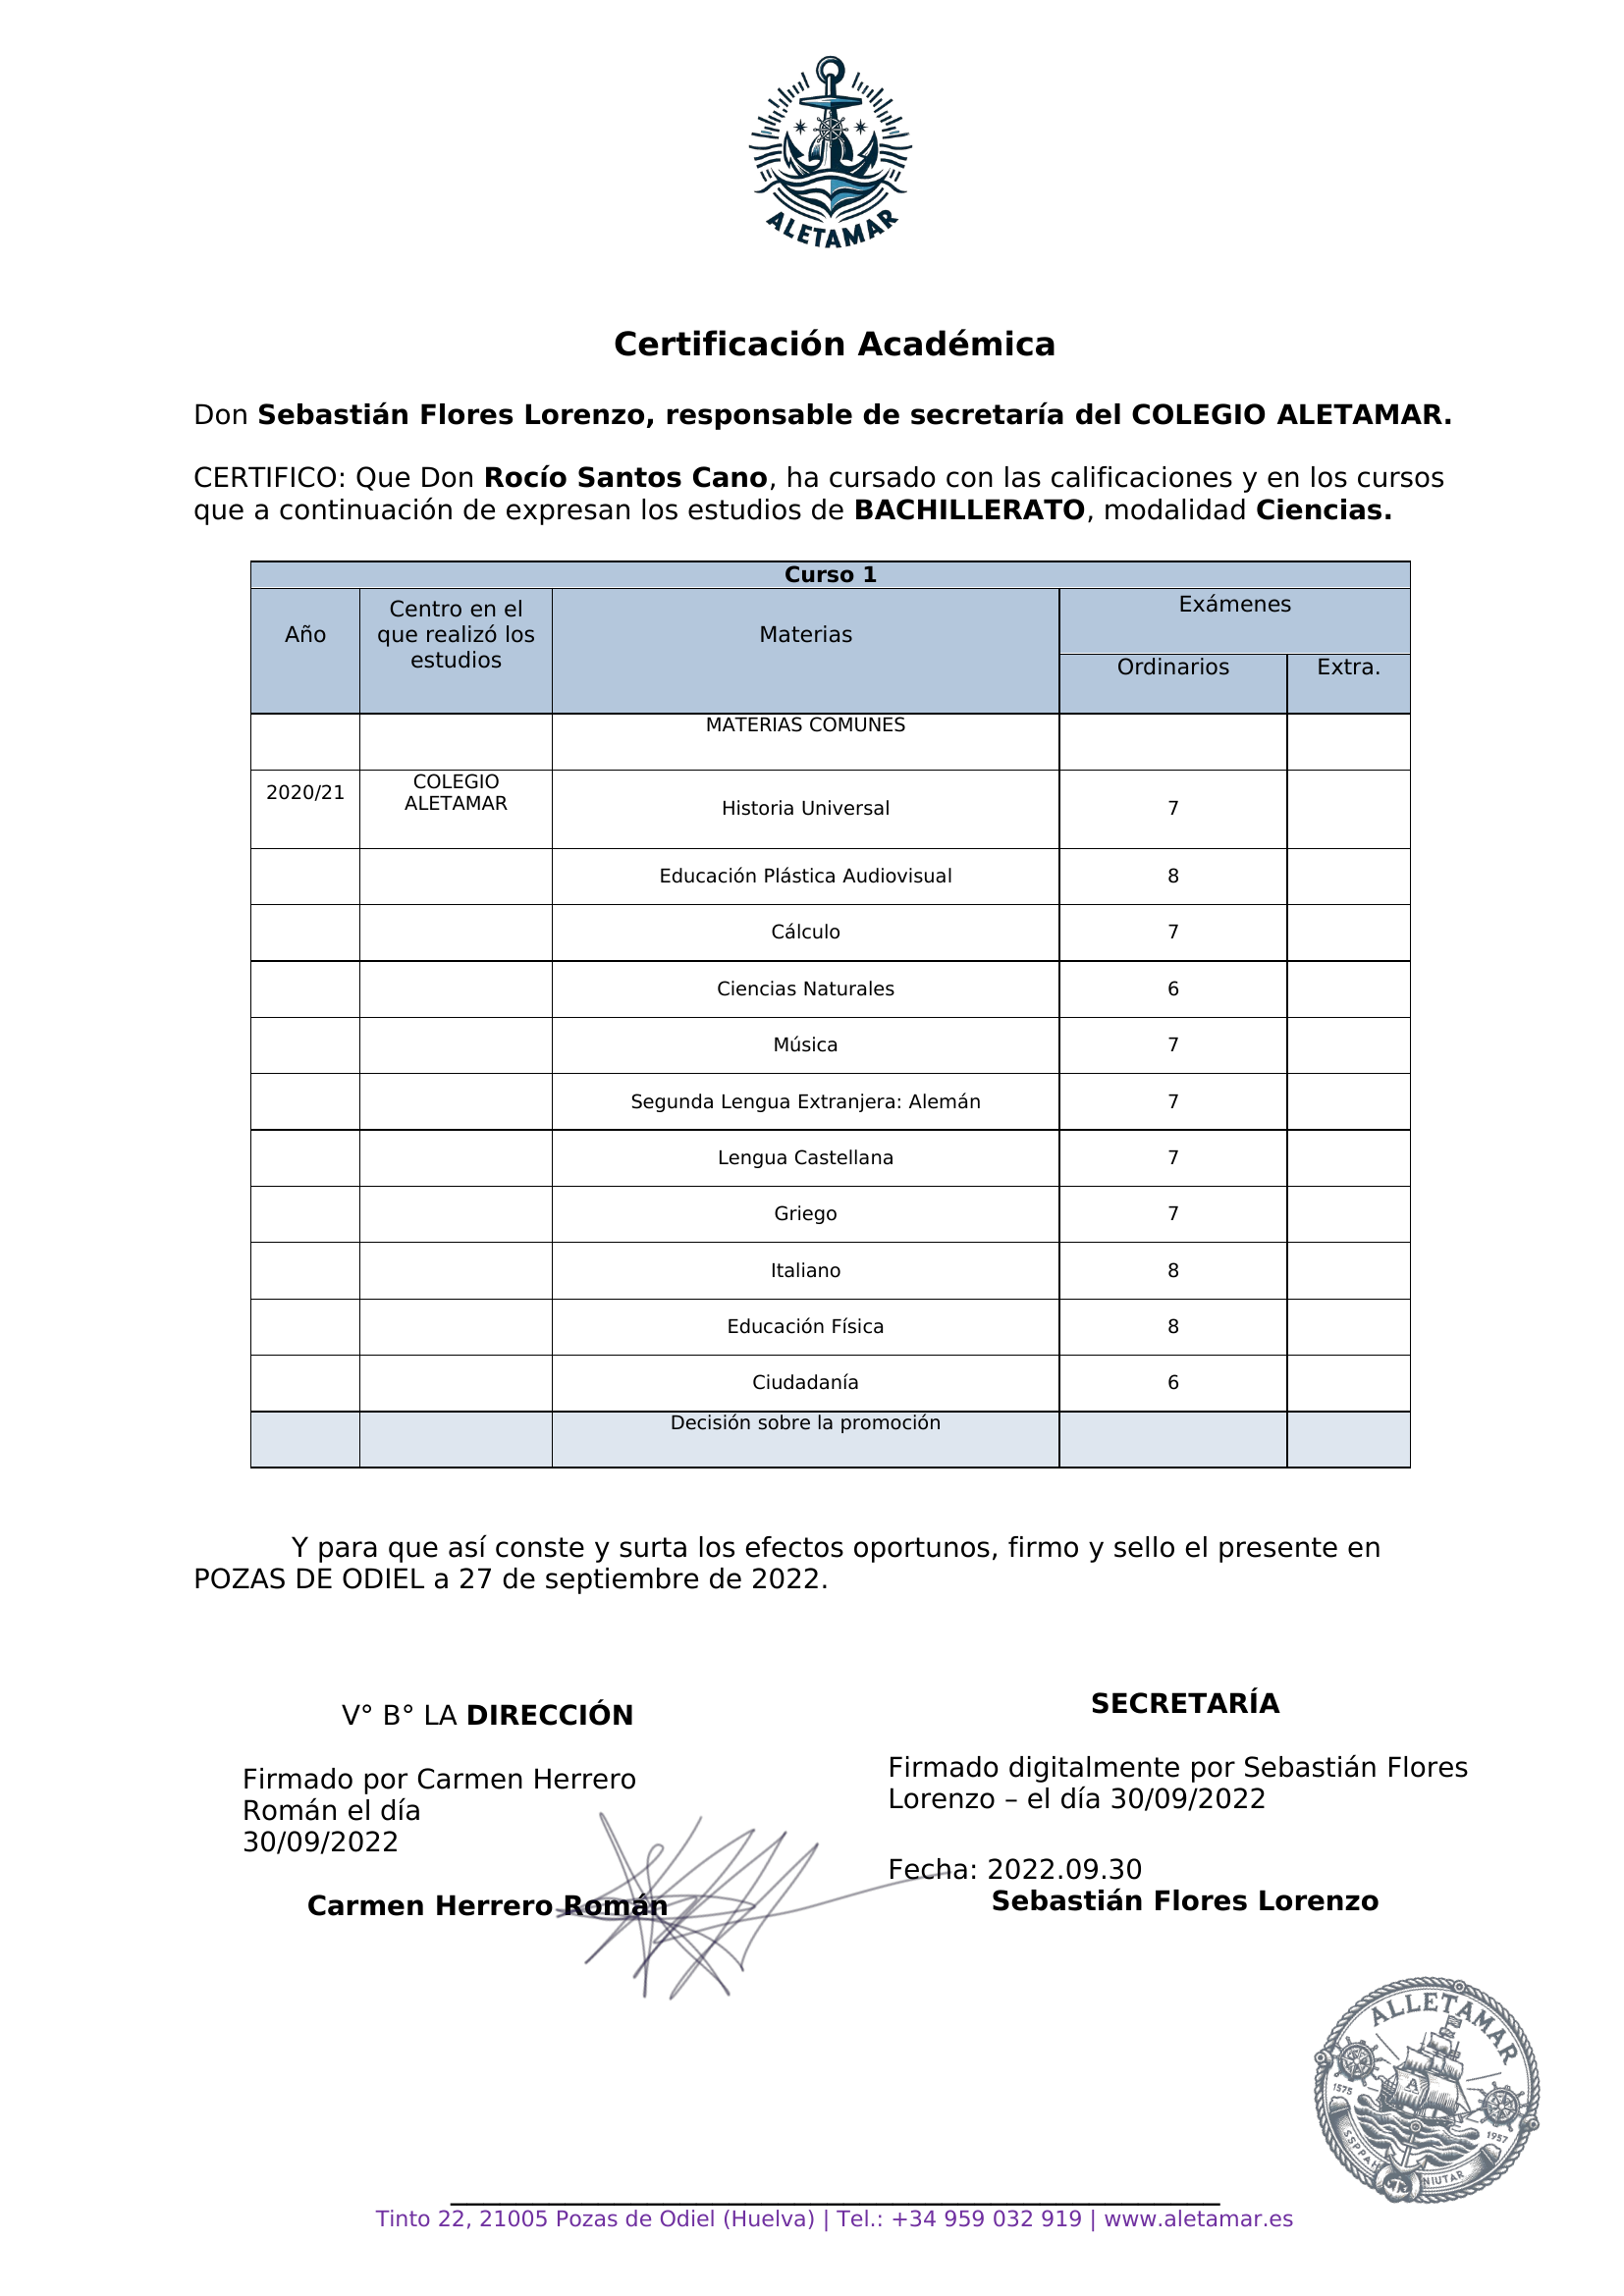 ALETAMAR
Certificación Académica
Don Sebastián Flores Lorenzo, responsable de secretaría del COLEGIO ALETAMAR.
CERTIFICO: Que Don Rocío Santos Cano, ha cursado con las calificaciones y en los cursos
que a continuación de expresan los estudios de BACHILLERATO, modalidad Ciencias.
Curso 1
Año
Centro en el
que realizó los
estudios
Materias
Exámenes
Ordinarios Extra.
MATERIAS COMUNES
2020/21
COLEGIO
ALETAMAR
Historia Universal 7
Educación Plástica Audiovisual 8
Cálculo 7
Ciencias Naturales 6
Música 7
Segunda Lengua Extranjera: Alemán 7
Lengua Castellana 7
Griego 7
Italiano 8
Educación Física 8
Ciudadanía 6
Decisión sobre la promoción
Y para que así conste y surta los efectos oportunos, firmo y sello el presente en
POZAS DE ODIEL a 27 de septiembre de 2022.
V° B° LA DIRECCIÓN
Firmado por Carmen Herrero
Román el día
30/09/2022
Carmen Herrero Román
SECRETARÍA
Firmado digitalmente por Sebastián Flores
Lorenzo – el día 30/09/2022
Fecha: 2022.09.30
Sebastián Flores Lorenzo
ALLETAMAR
A
1575
1957
SSPPAH
NIUTAR
Tinto 22, 21005 Pozas de Odiel (Huelva) | Tel.: +34 959 032 919 | www.aletamar.es